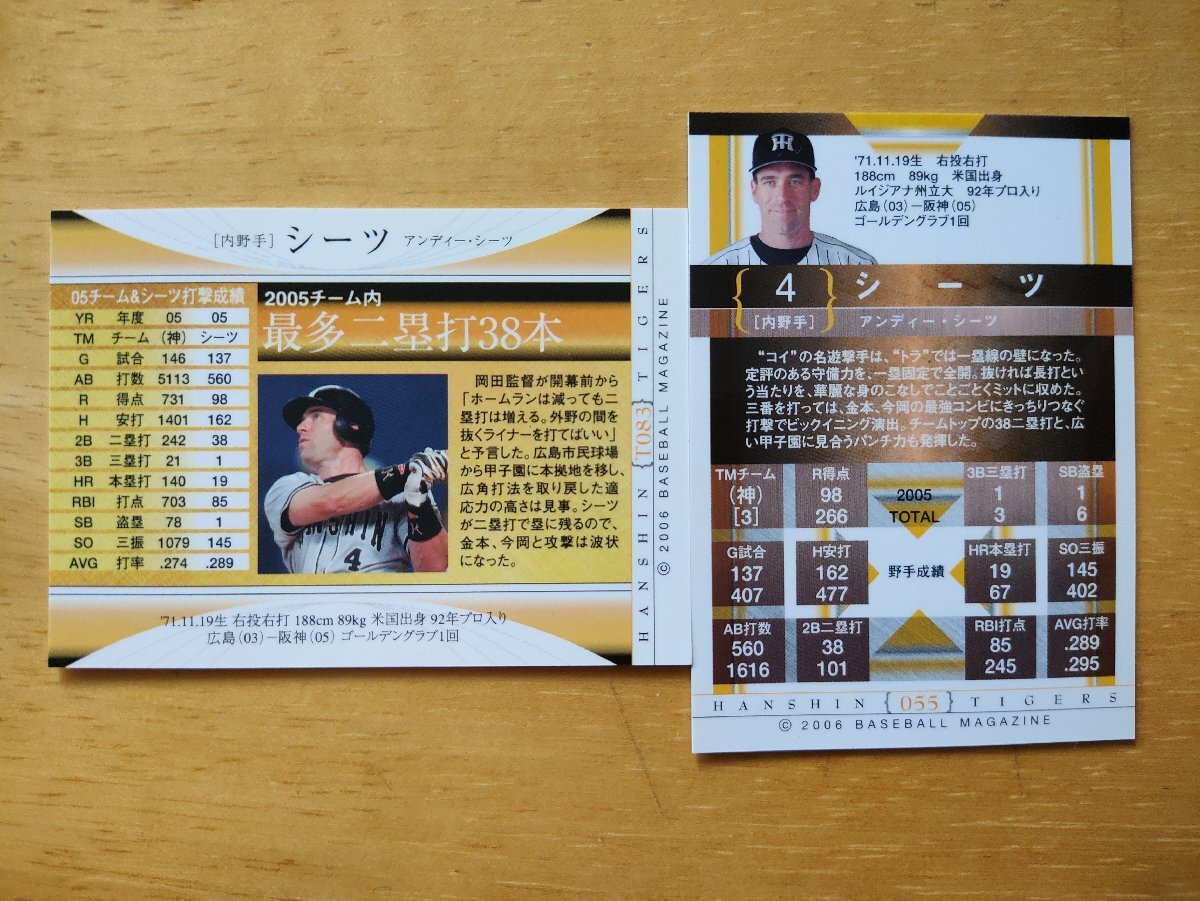 [内野手] シーツ アンディー・シーツ
05チーム&シーツ打撃成績
YR 年度 05 05
TM チーム (神) シーツ
G 試合 146 137
AB 打数 5113 560
R 得点 731 98
H 安打 1401 162
2B 二塁打 242 38
3B 三塁打 21 1
HR 本塁打 140 19
RBI 打点 703 85
SB 盗塁 78 1
SO 三振 1079 145
AVG 打率 .274 .289
2005チーム内
最多二塁打38本
岡田監督が開幕前から
「ホームランは減っても二
塁打は増える。外野の間を
抜くライナーを打てばいい」
と予言した。広島市民球場
から甲子園に本拠地を移し、
広角打法を取り戻した適
応力の高さは見事。シーツ
が二塁打で塁に残るので、
金本、今岡と攻撃は波状
になった。
NSHIN
4
'71.11.19生 右投右打 188cm 89kg 米国出身 92年プロ入り
広島(03)―阪神(05) ゴールデングラブ1回
HANSHIN {T083} TIGERS
© 2006 BASEBALL MAGAZINE
'71.11.19生 右投右打
188cm 89kg 米国出身
ルイジアナ州立大 92年プロ入り
広島(03)―阪神(05)
ゴールデングラブ1回
{4} シーツ
[内野手] アンディー・シーツ
“コイ”の名遊撃手は、“トラ”では一塁線の壁になった。
定評のある守備力を、一塁固定で全開。抜ければ長打とい
う当たりを、華麗な身のこなしでことごとくミットに収めた。
三番を打っては、金本、今岡の最強コンビにきっちりつなぐ
打撃でビックイニング演出。チームトップの38二塁打と、広
い甲子園に見合うパンチ力も発揮した。
TMチーム R得点 3B三塁打 SB盗塁
(神) 98 2005 1 1
[3] 266 TOTAL 3 6
G試合 H安打 HR本塁打 SO三振
137 162 野手成績 19 145
407 477 67 402
AB打数 2B二塁打 RBI打点 AVG打率
560 38 85 .289
1616 101 245 .295
HANSHIN {055} TIGERS
© 2006 BASEBALL MAGAZINE